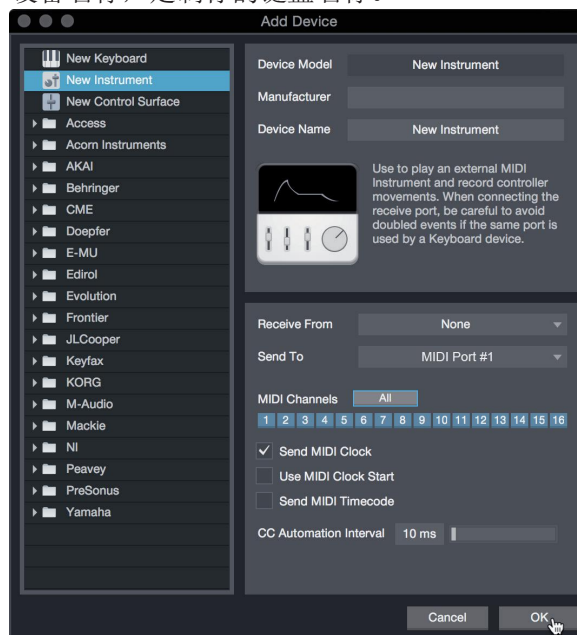 Add Device
New Keyboard
New Instrument
New Control Surface
Access
Acorn Instruments
AKAI
Behringer
CME
Doepfer
E-MU
Edirol
Evolution
Frontier
JLCooper
Keyfax
KORG
M-Audio
Mackie
NI
Peavey
PreSonus
Yamaha
Device Model New Instrument
Manufacturer
Device Name New Instrument
Use to play an external MIDI
Instrument and record controller
movements. When connecting the
receive port, be careful to avoid
doubled events if the same port is
used by a Keyboard device.
Receive From None
Send To MIDI Port #1
MIDI Channels All
1 2 3 4 5 6 7 8 9 10 11 12 13 14 15 16
Send MIDI Clock
Use MIDI Clock Start
Send MIDI Timecode
CC Automation Interval 10 ms
Cancel OK